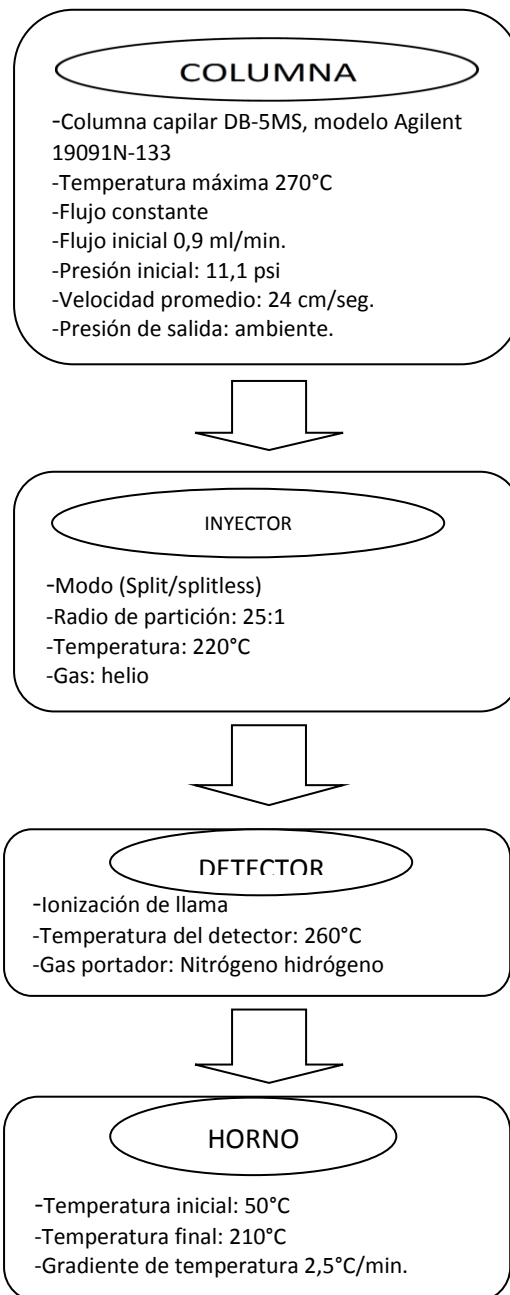 COLUMNA
-Columna capilar DB-5MS, modelo Agilent
19091N-133
-Temperatura máxima 270°C
-Flujo constante
-Flujo inicial 0,9 ml/min.
-Presión inicial: 11,1 psi
-Velocidad promedio: 24 cm/seg.
-Presión de salida: ambiente.
INYECTOR
-Modo (Split/splitless)
-Radio de partición: 25:1
-Temperatura: 220°C
-Gas: helio
DETECTOR
-Ionización de llama
-Temperatura del detector: 260°C
-Gas portador: Nitrógeno hidrógeno
HORNO
-Temperatura inicial: 50°C
-Temperatura final: 210°C
-Gradiente de temperatura 2,5°C/min.